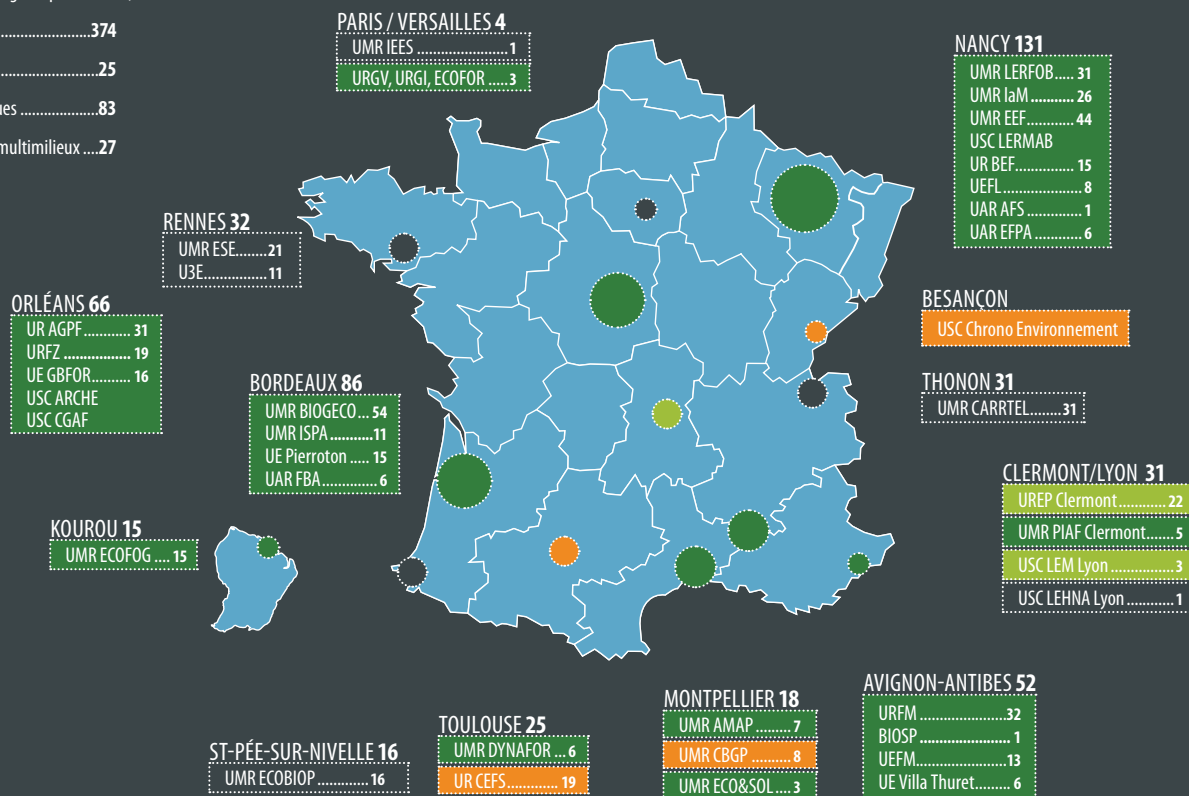 374
25
ues 83
multimilieux 27
PARIS / VERSAILLES 4
UMR IEES 1
URGV, URGI, ECOFOR 3
NANCY 131
UMR LERFOB 31
UMR IaM 26
UMR EEF 44
USC LERMAB
UR BEF 15
UEFL 8
UAR AFS 1
UAR EFPA 6
RENNES 32
UMR ESE 21
U3E 11
ORLÉANS 66
UR AGPF 31
URFZ 19
UE GBFOR 16
USC ARCHE
USC CGAF
BESANÇON
USC Chrono Environnement
THONON 31
UMR CARRTEL 31
BORDEAUX 86
UMR BIOGECO 54
UMR ISPA 11
UE Pierroton 15
UAR FBA 6
CLERMONT/LYON 31
UREP Clermont 22
UMR PIAF Clermont 5
USC LEM Lyon 3
USC LEHNA Lyon 1
KOUROU 15
UMR ECOFOG 15
ST-PÉE-SUR-NIVELLE 16
UMR ECOBIOP 16
TOULOUSE 25
UMR DYNAFOR 6
UR CEFS 19
MONTPELLIER 18
UMR AMAP 7
UMR CBGP 8
UMR ECO&SOL 3
AVIGNON-ANTIBES 52
URFM 32
BIOSP 1
UEFM 13
UE Villa Thuret 6